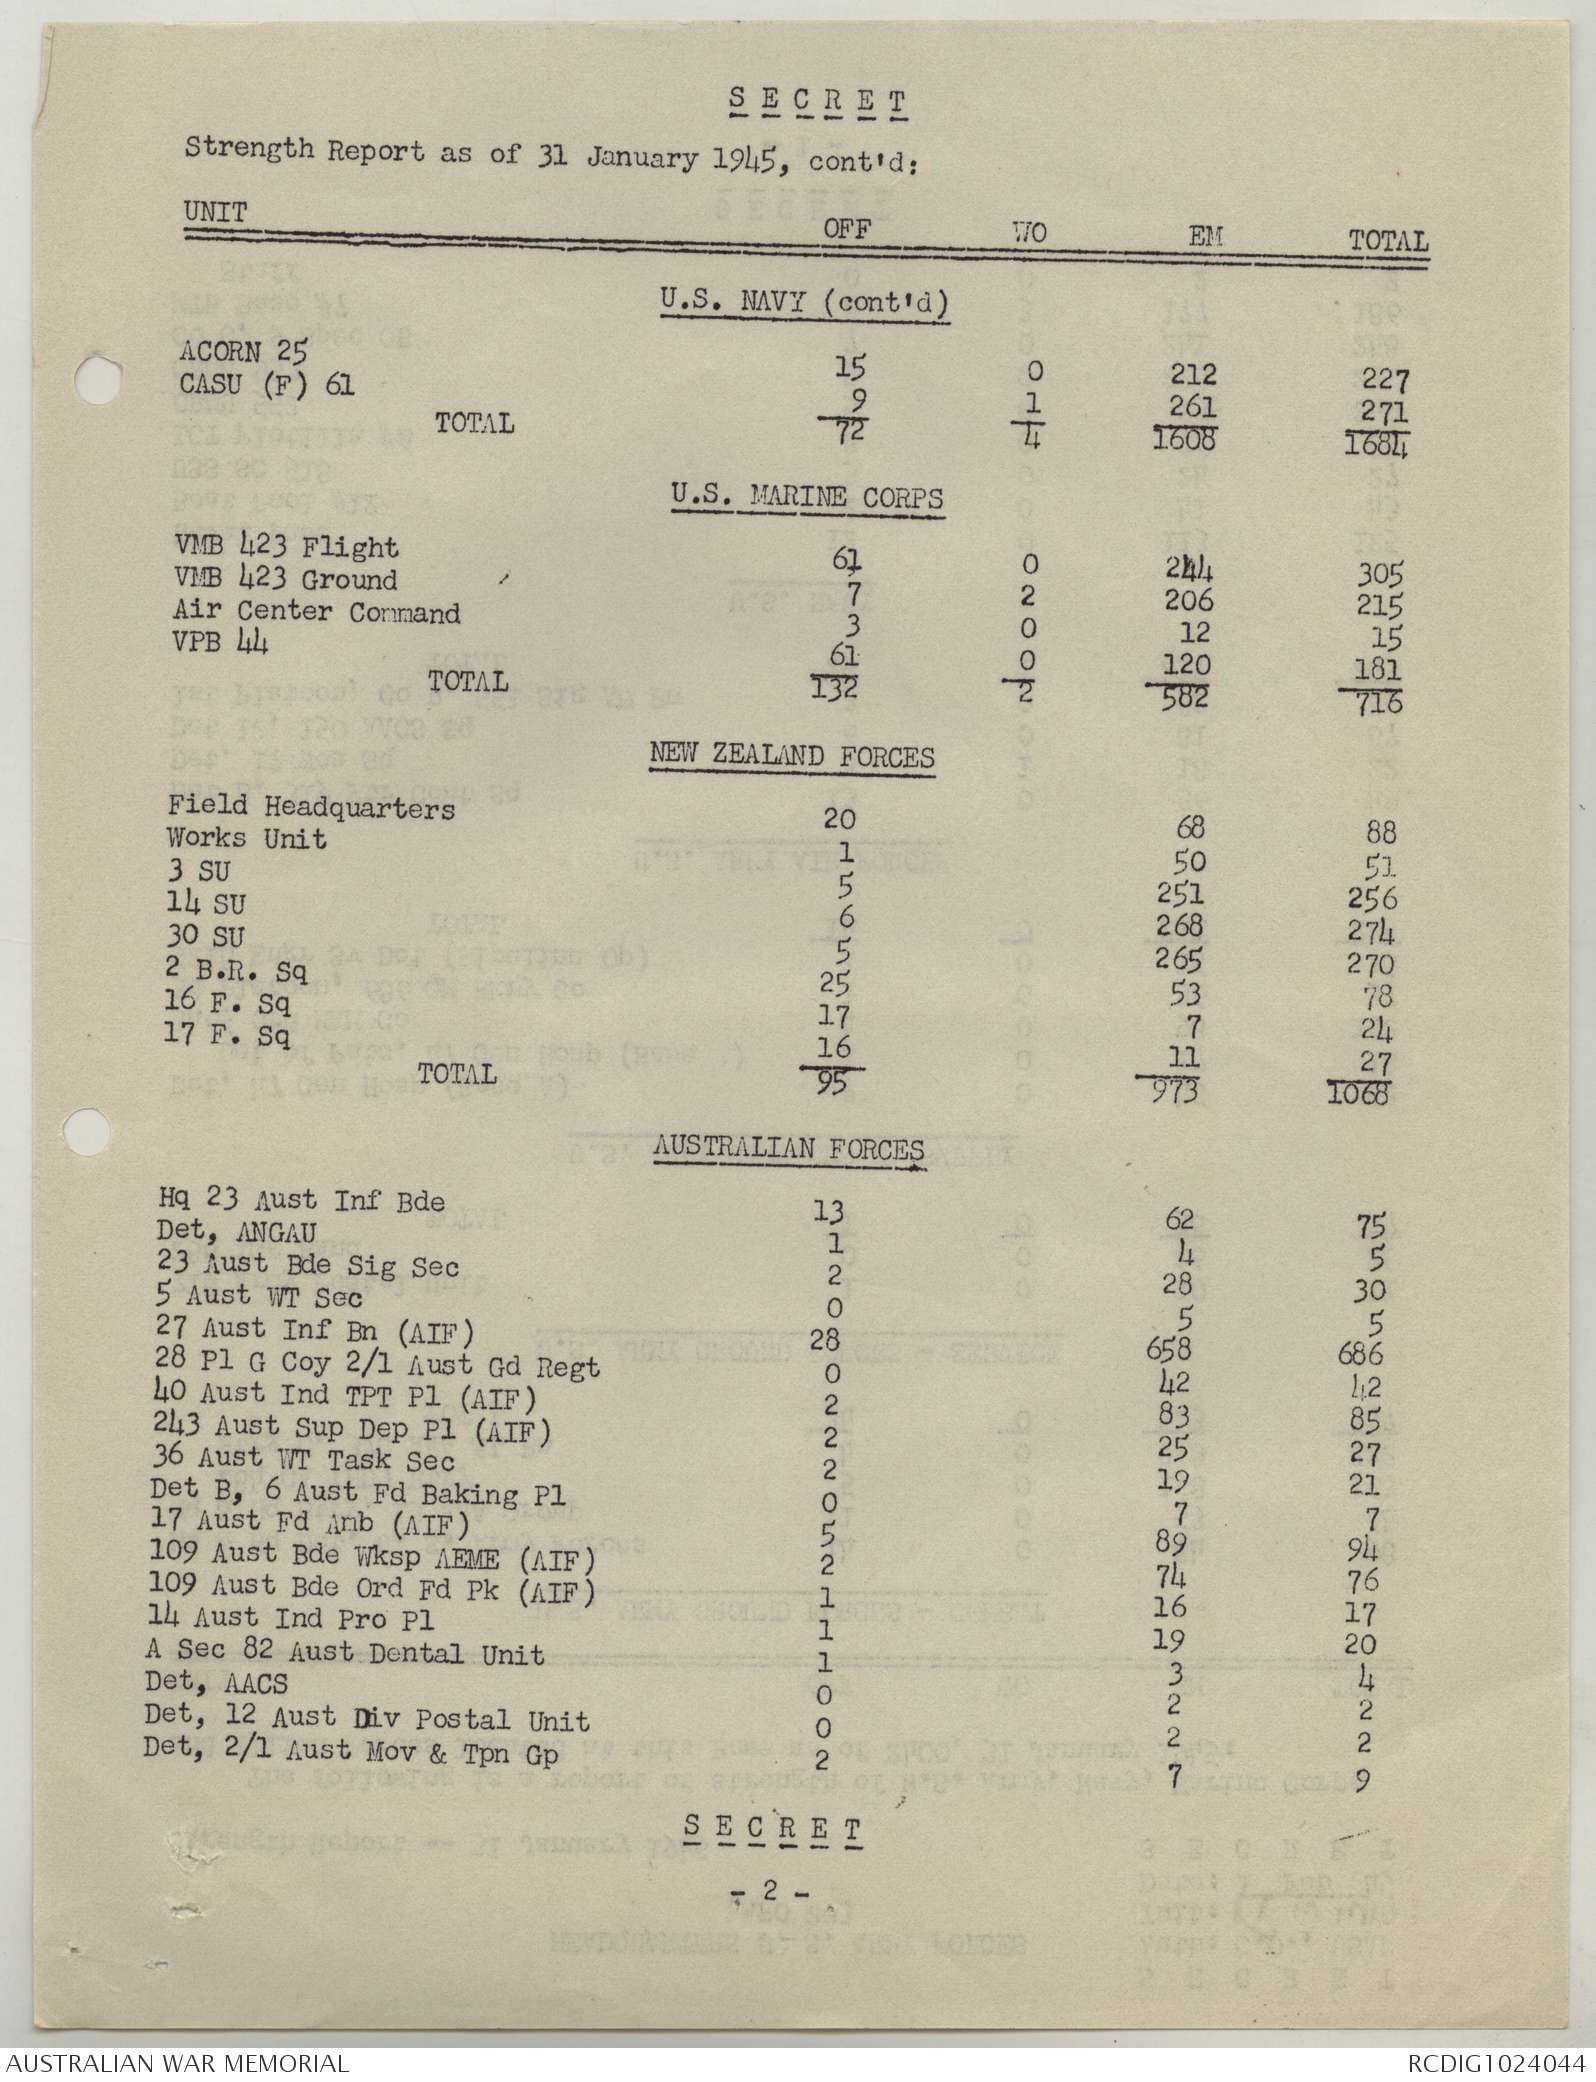 S E C R E T
Strength Report as of 31 January 1945, cont'd:
UNIT OFF WO EM TOTAL
U.S. NAVY (cont'd)
ACORN 25 15 0 212 227
CASU (F) 61 9 1 261 271
TOTAL 72 4 1608 1684
U.S. MARINE CORPS
VMB 423 Flight 61 0 244 305
VMB 423 Ground 7 2 206 215
Air Center Command 3 0 12 15
VPB 44 61 0 120 181
TOTAL 132 2 582 716
NEW ZEALAND FORCES
Field Headquarters 20 68 88
Works Unit 1 50 51
3 SU 5 251 256
14 SU 6 268 274
30 SU 5 265 270
2 B.R. Sq 25 53 78
16 F. Sq 17 7 24
17 F. Sq 16 11 27
TOTAL 95 973 1068
AUSTRALIAN FORCES
Hq 23 Aust Inf Bde 13 62 75
Det, ANGAU 1 4 5
23 Aust Bde Sig Sec 2 28 30
5 Aust WT Sec 0 5 5
27 Aust Inf Bn (AIF) 28 658 686
28 Pl G Coy 2/1 Aust Gd Regt 0 42 42
40 Aust Ind TPT Pl (AIF) 2 83 85
243 Aust Sup Dep Pl (AIF) 2 25 27
36 Aust WT Task Sec 2 19 21
Det B, 6 Aust Fd Baking Pl 0 7 7
17 Aust Fd Amb (AIF) 5 89 94
109 Aust Bde Wksp AEME (AIF) 2 74 76
109 Aust Bde Ord Fd Pk (AIF) 1 16 17
14 Aust Ind Pro Pl 1 19 20
A Sec 82 Aust Dental Unit 1 3 4
Det, AACS 0 2 2
Det, 12 Aust Div Postal Unit 0 2 2
Det, 2/1 Aust Mov & Tpn Gp 2 7 9
S E C R E T
- 2 -
AUSTRALIAN WAR MEMORIAL RCDIG1024044